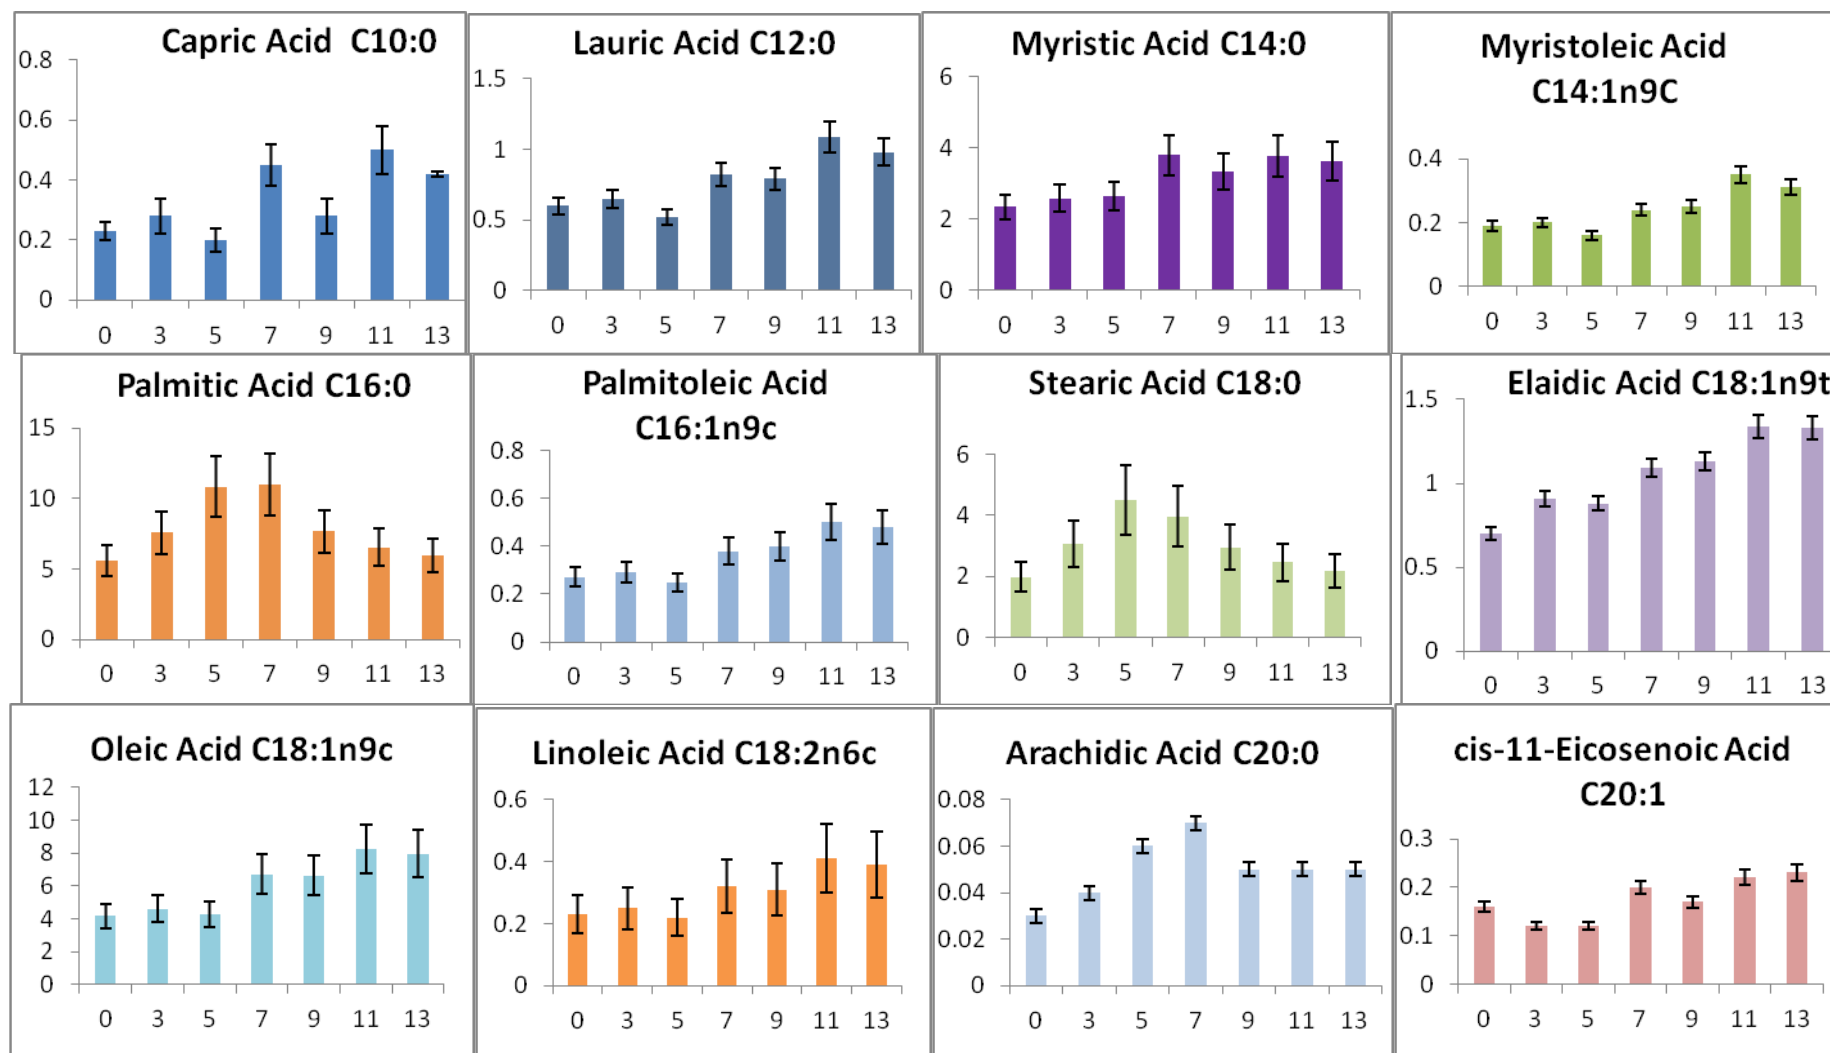 Capric Acid C10:0
0.8
0.6
0.4
0.2
0
0 3 5 7 9 11 13
Lauric Acid C12:0
1.5
1
0.5
0
0 3 5 7 9 11 13
Myristic Acid C14:0
6
4
2
0
0 3 5 7 9 11 13
Myristoleic Acid
C14:1n9C
0.4
0.2
0
0 3 5 7 9 11 13
Palmitic Acid C16:0
15
10
5
0
0 3 5 7 9 11 13
Palmitoleic Acid
C16:1n9c
0.8
0.6
0.4
0.2
0
0 3 5 7 9 11 13
Stearic Acid C18:0
6
4
2
0
0 3 5 7 9 11 13
Elaidic Acid C18:1n9t
1.5
1
0.5
0
0 3 5 7 9 11 13
Oleic Acid C18:1n9c
12
10
8
6
4
2
0
0 3 5 7 9 11 13
Linoleic Acid C18:2n6c
0.6
0.4
0.2
0
0 3 5 7 9 11 13
Arachidic Acid C20:0
0.08
0.06
0.04
0.02
0
0 3 5 7 9 11 13
cis-11-Eicosenoic Acid
C20:1
0.3
0.2
0.1
0
0 3 5 7 9 11 13